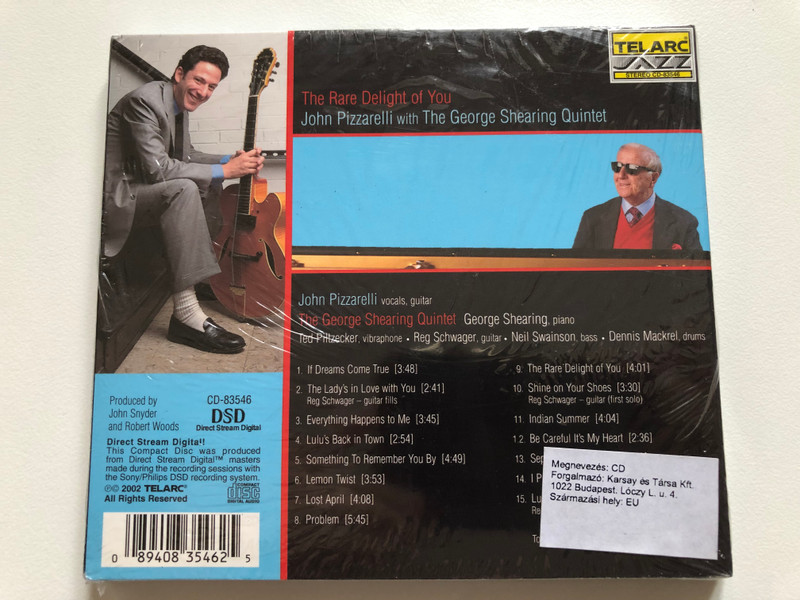 TELARC
JAZZ
STEREO CD-83546
The Rare Delight of You
John Pizzarelli with The George Shearing Quintet
John Pizzarelli vocals, guitar
The George Shearing Quintet George Shearing, piano
Ted Piltzecker, vibraphone • Reg Schwager, guitar • Neil Swainson, bass • Dennis Mackrel, drums
1. If Dreams Come True [3:48]
2. The Lady's in Love with You [2:41]
Reg Schwager – guitar fills
3. Everything Happens to Me [3:45]
4. Lulu's Back in Town [2:54]
5. Something to Remember You By [4:49]
6. Lemon Twist [3:53]
7. Lost April [4:08]
8. Problem [5:45]
9. The Rare Delight of You [4:01]
10. Shine on Your Shoes [3:30]
Reg Schwager – guitar (first solo)
11. Indian Summer [4:04]
12. Be Careful It's My Heart [2:36]
13. Sep
14. I P
15. Lu
Re
To
Megnevezés: CD
Forgalmazó: Karsay és Társa Kft.
1022 Budapest. Lóczy L. u. 4.
Származási hely: EU
Produced by
John Snyder
and Robert Woods
CD-83546
DSD
Direct Stream Digital
Direct Stream Digital!
This Compact Disc was produced
from Direct Stream Digital™ masters
made during the recording sessions with
the Sony/Philips DSD recording system.
℗© 2002 TELARC®
All Rights Reserved
COMPACT
disc
DIGITAL AUDIO
0 89408 35462 5